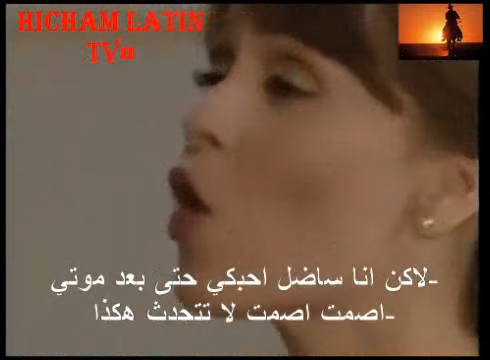 HICHAM LATIN
TV
-لاكن انا ساضل احبكي حتى بعد موتي
-اصمت اصمت لا تتحدث هكذا